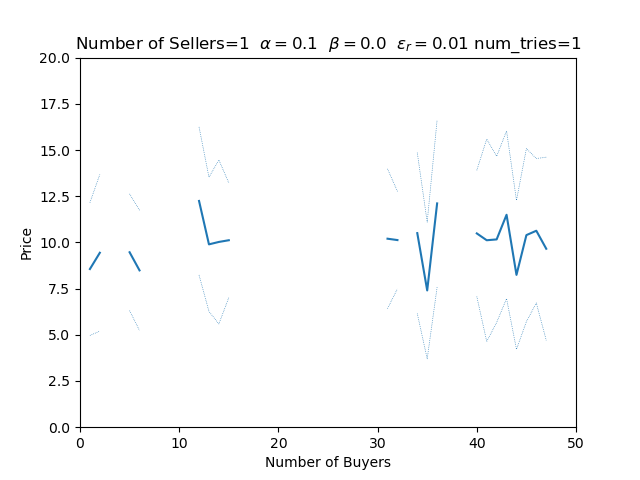 Number of Sellers=1 α = 0.1 β = 0.0 εr = 0.01 num_tries=1
20.0
17.5
15.0
12.5
10.0
7.5
5.0
2.5
0.0
Price
0 10 20 30 40 50
Number of Buyers